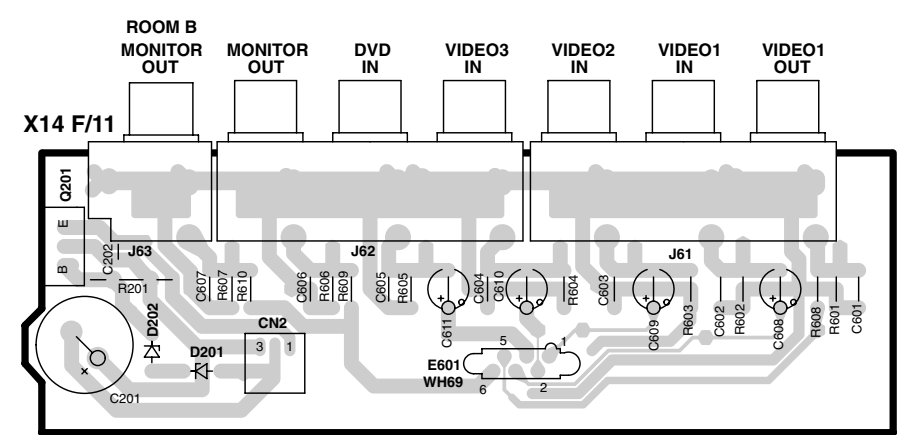 ROOM B
MONITOR
OUT
MONITOR
OUT
DVD
IN
VIDEO3
IN
VIDEO2
IN
VIDEO1
IN
VIDEO1
OUT
X14 F/11
Q201
E
B
J63
J62
J61
C202
R201
C607
R607
R610
C606
R606
R609
C605
R605
C611
+
C604
C610
+
R604
C603
+
C609
R603
C602
R602
+
C608
R608
R601
C601
D202
D201
CN2
3
1
C201
+
E601
WH69
5
1
6
2